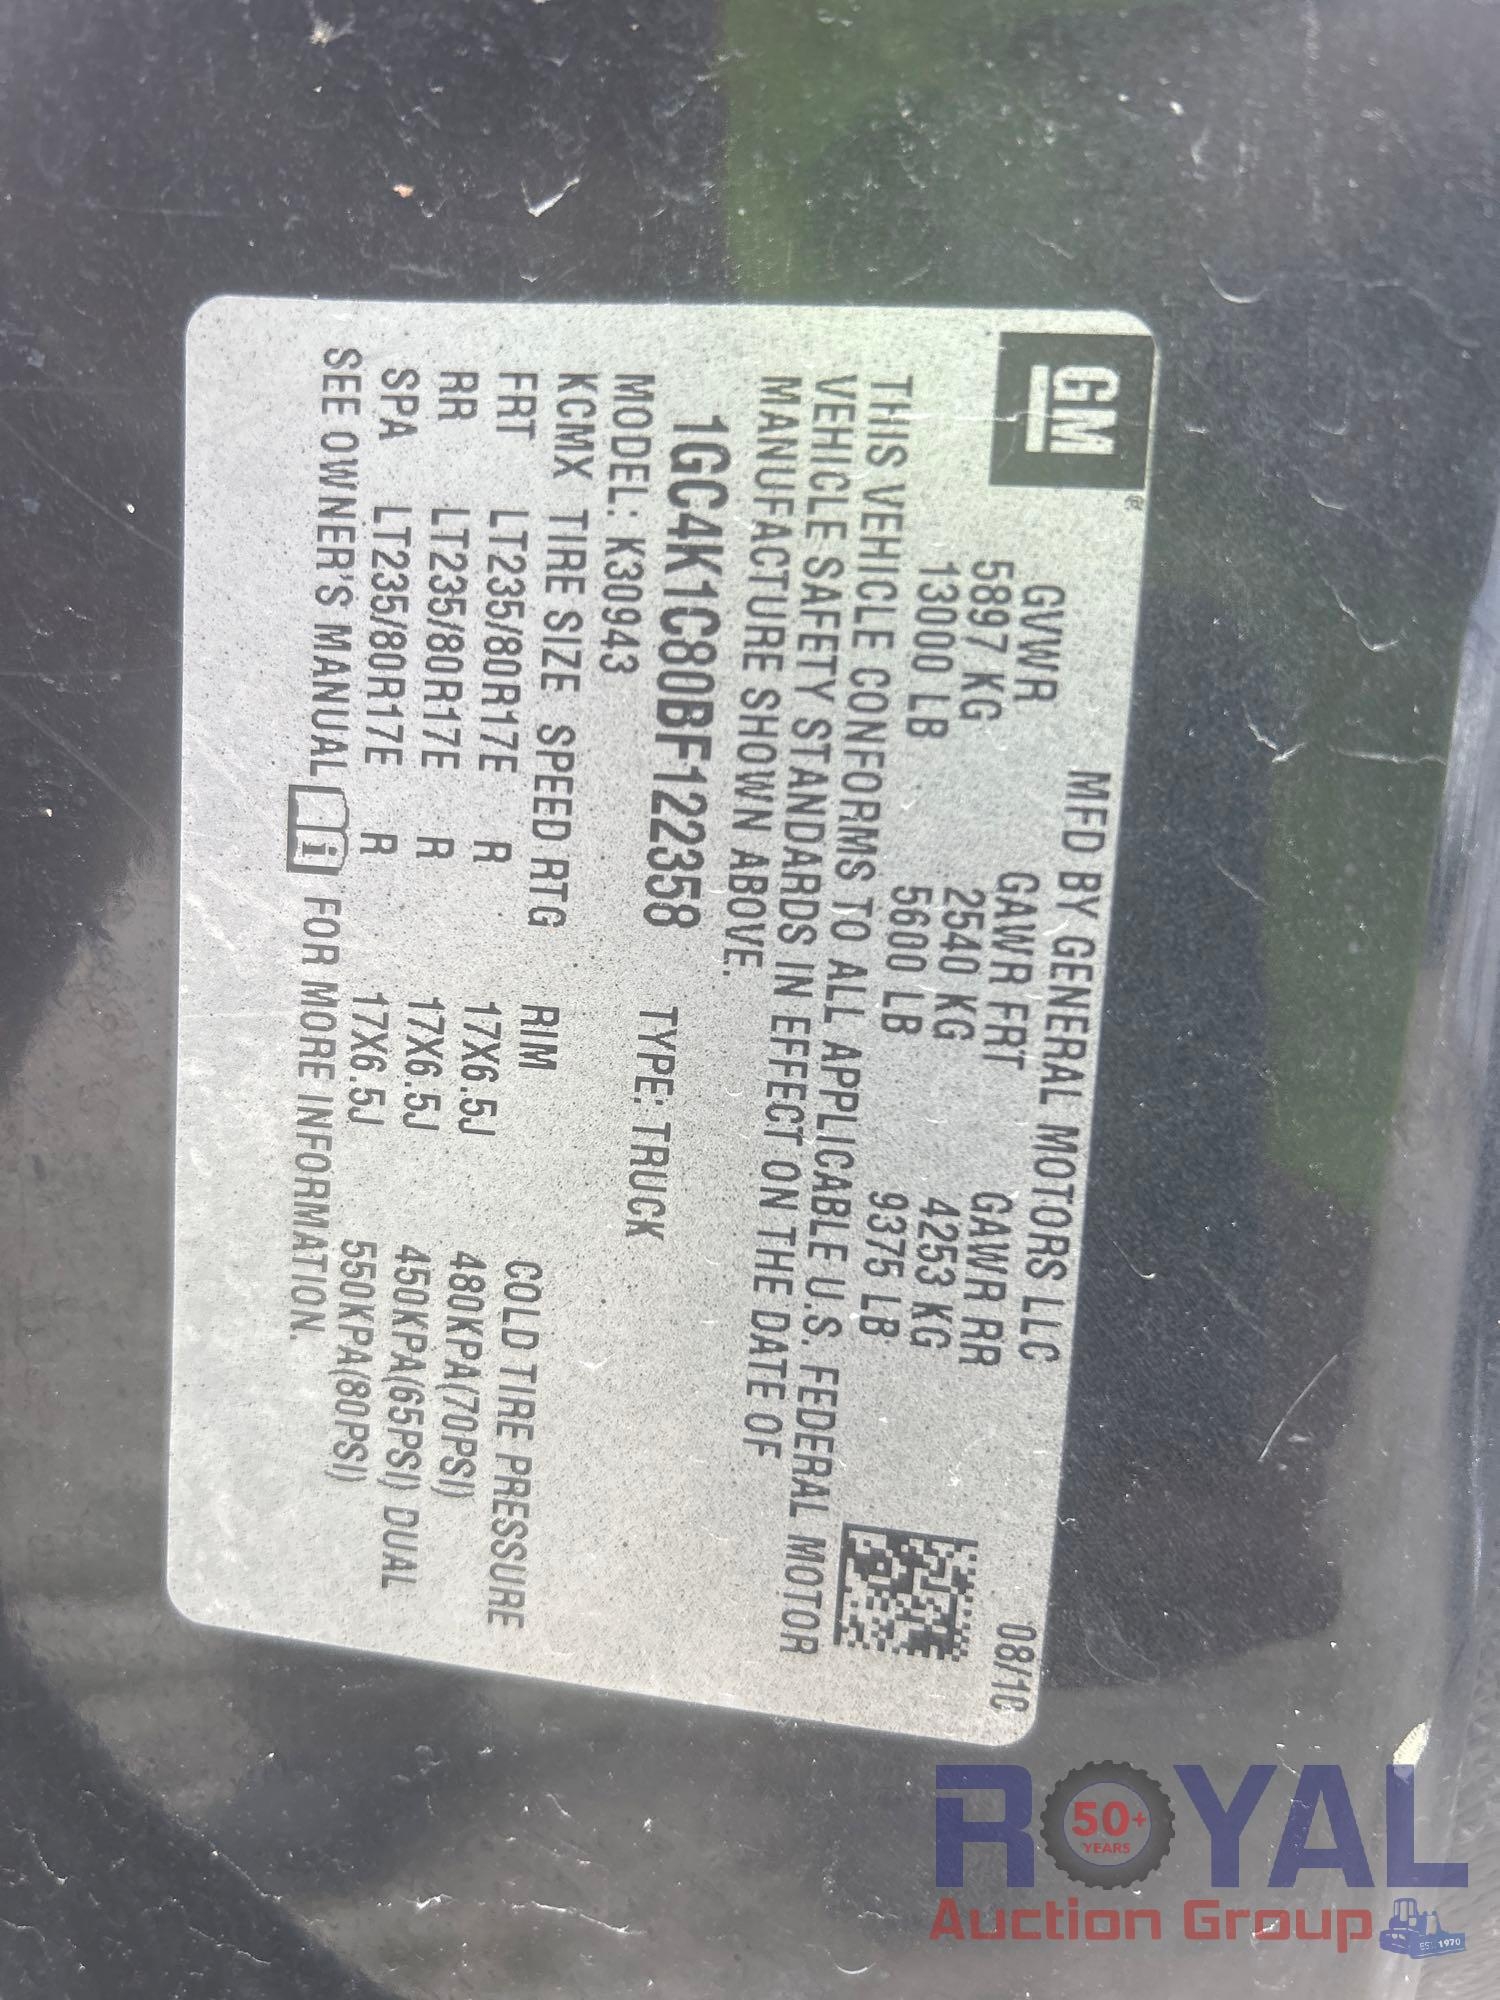 GM
MFD BY GENERAL MOTORS LLC 08/10
GVWR GAWR FRT GAWR RR
5897 KG 2540 KG 4253 KG
13000 LB 5600 LB 9375 LB
THIS VEHICLE CONFORMS TO ALL APPLICABLE U.S. FEDERAL MOTOR
VEHICLE SAFETY STANDARDS IN EFFECT ON THE DATE OF
MANUFACTURE SHOWN ABOVE.
1GC4K1C80BF122358 TYPE: TRUCK
MODEL: K30943
KCMX TIRE SIZE SPEED RTG RIM COLD TIRE PRESSURE
FRT LT235/80R17E R 17X6.5J 480KPA(70PSI)
RR LT235/80R17E R 17X6.5J 450KPA(65PSI) DUAL
SPA LT235/80R17E R 17X6.5J 550KPA(80PSI)
SEE OWNER'S MANUAL i FOR MORE INFORMATION.
ROYAL
50+
YEARS
Auction Group
EST. 1970